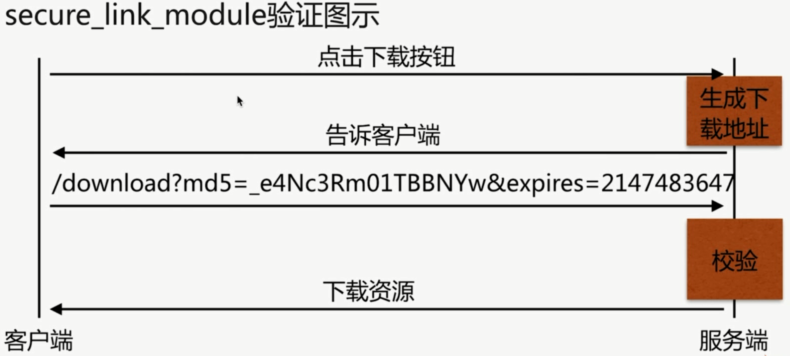 secure_link_module验证图示
点击下载按钮
生成下
载地址
告诉客户端
/download?md5=_e4Nc3Rm01TBBNYw&expires=2147483647
校验
下载资源
客户端
服务端